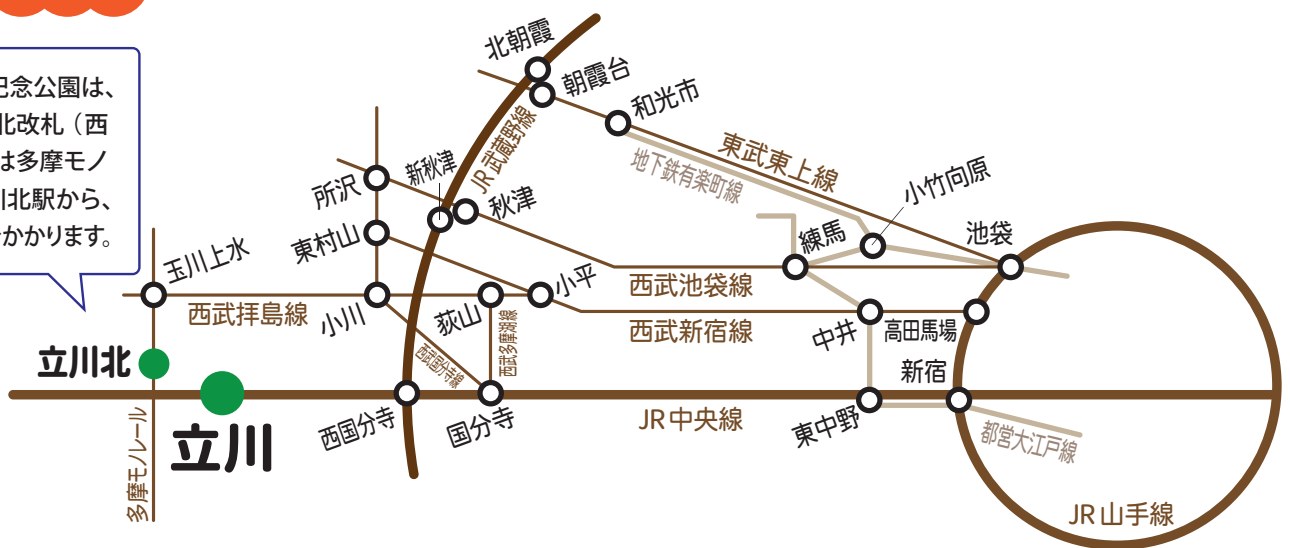 記念公園は、
北改札（西
は多摩モノ
川北駅から、
かかります。
北朝霞
朝霞台
和光市
JR武蔵野線
東武東上線
地下鉄有楽町線
小竹向原
新秋津
所沢
秋津
東村山
練馬
池袋
玉川上水
小平
西武池袋線
西武拝島線
小川
荻山
西武多摩湖線
西武国分寺線
西武新宿線
中井
高田馬場
立川北
新宿
立川
西国分寺
国分寺
JR中央線
東中野
都営大江戸線
多摩モノレール
JR山手線